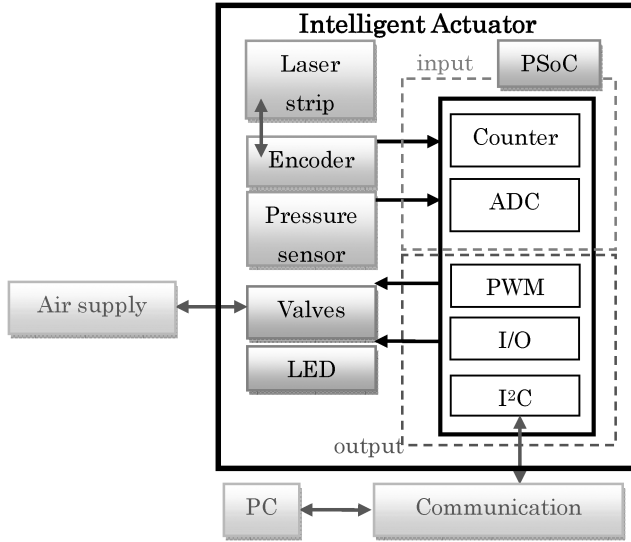 Intelligent Actuator
Laser
strip
input
PSoC
Encoder
Counter
Pressure
sensor
ADC
Air supply
Valves
PWM
LED
I/O
I²C
output
PC
Communication